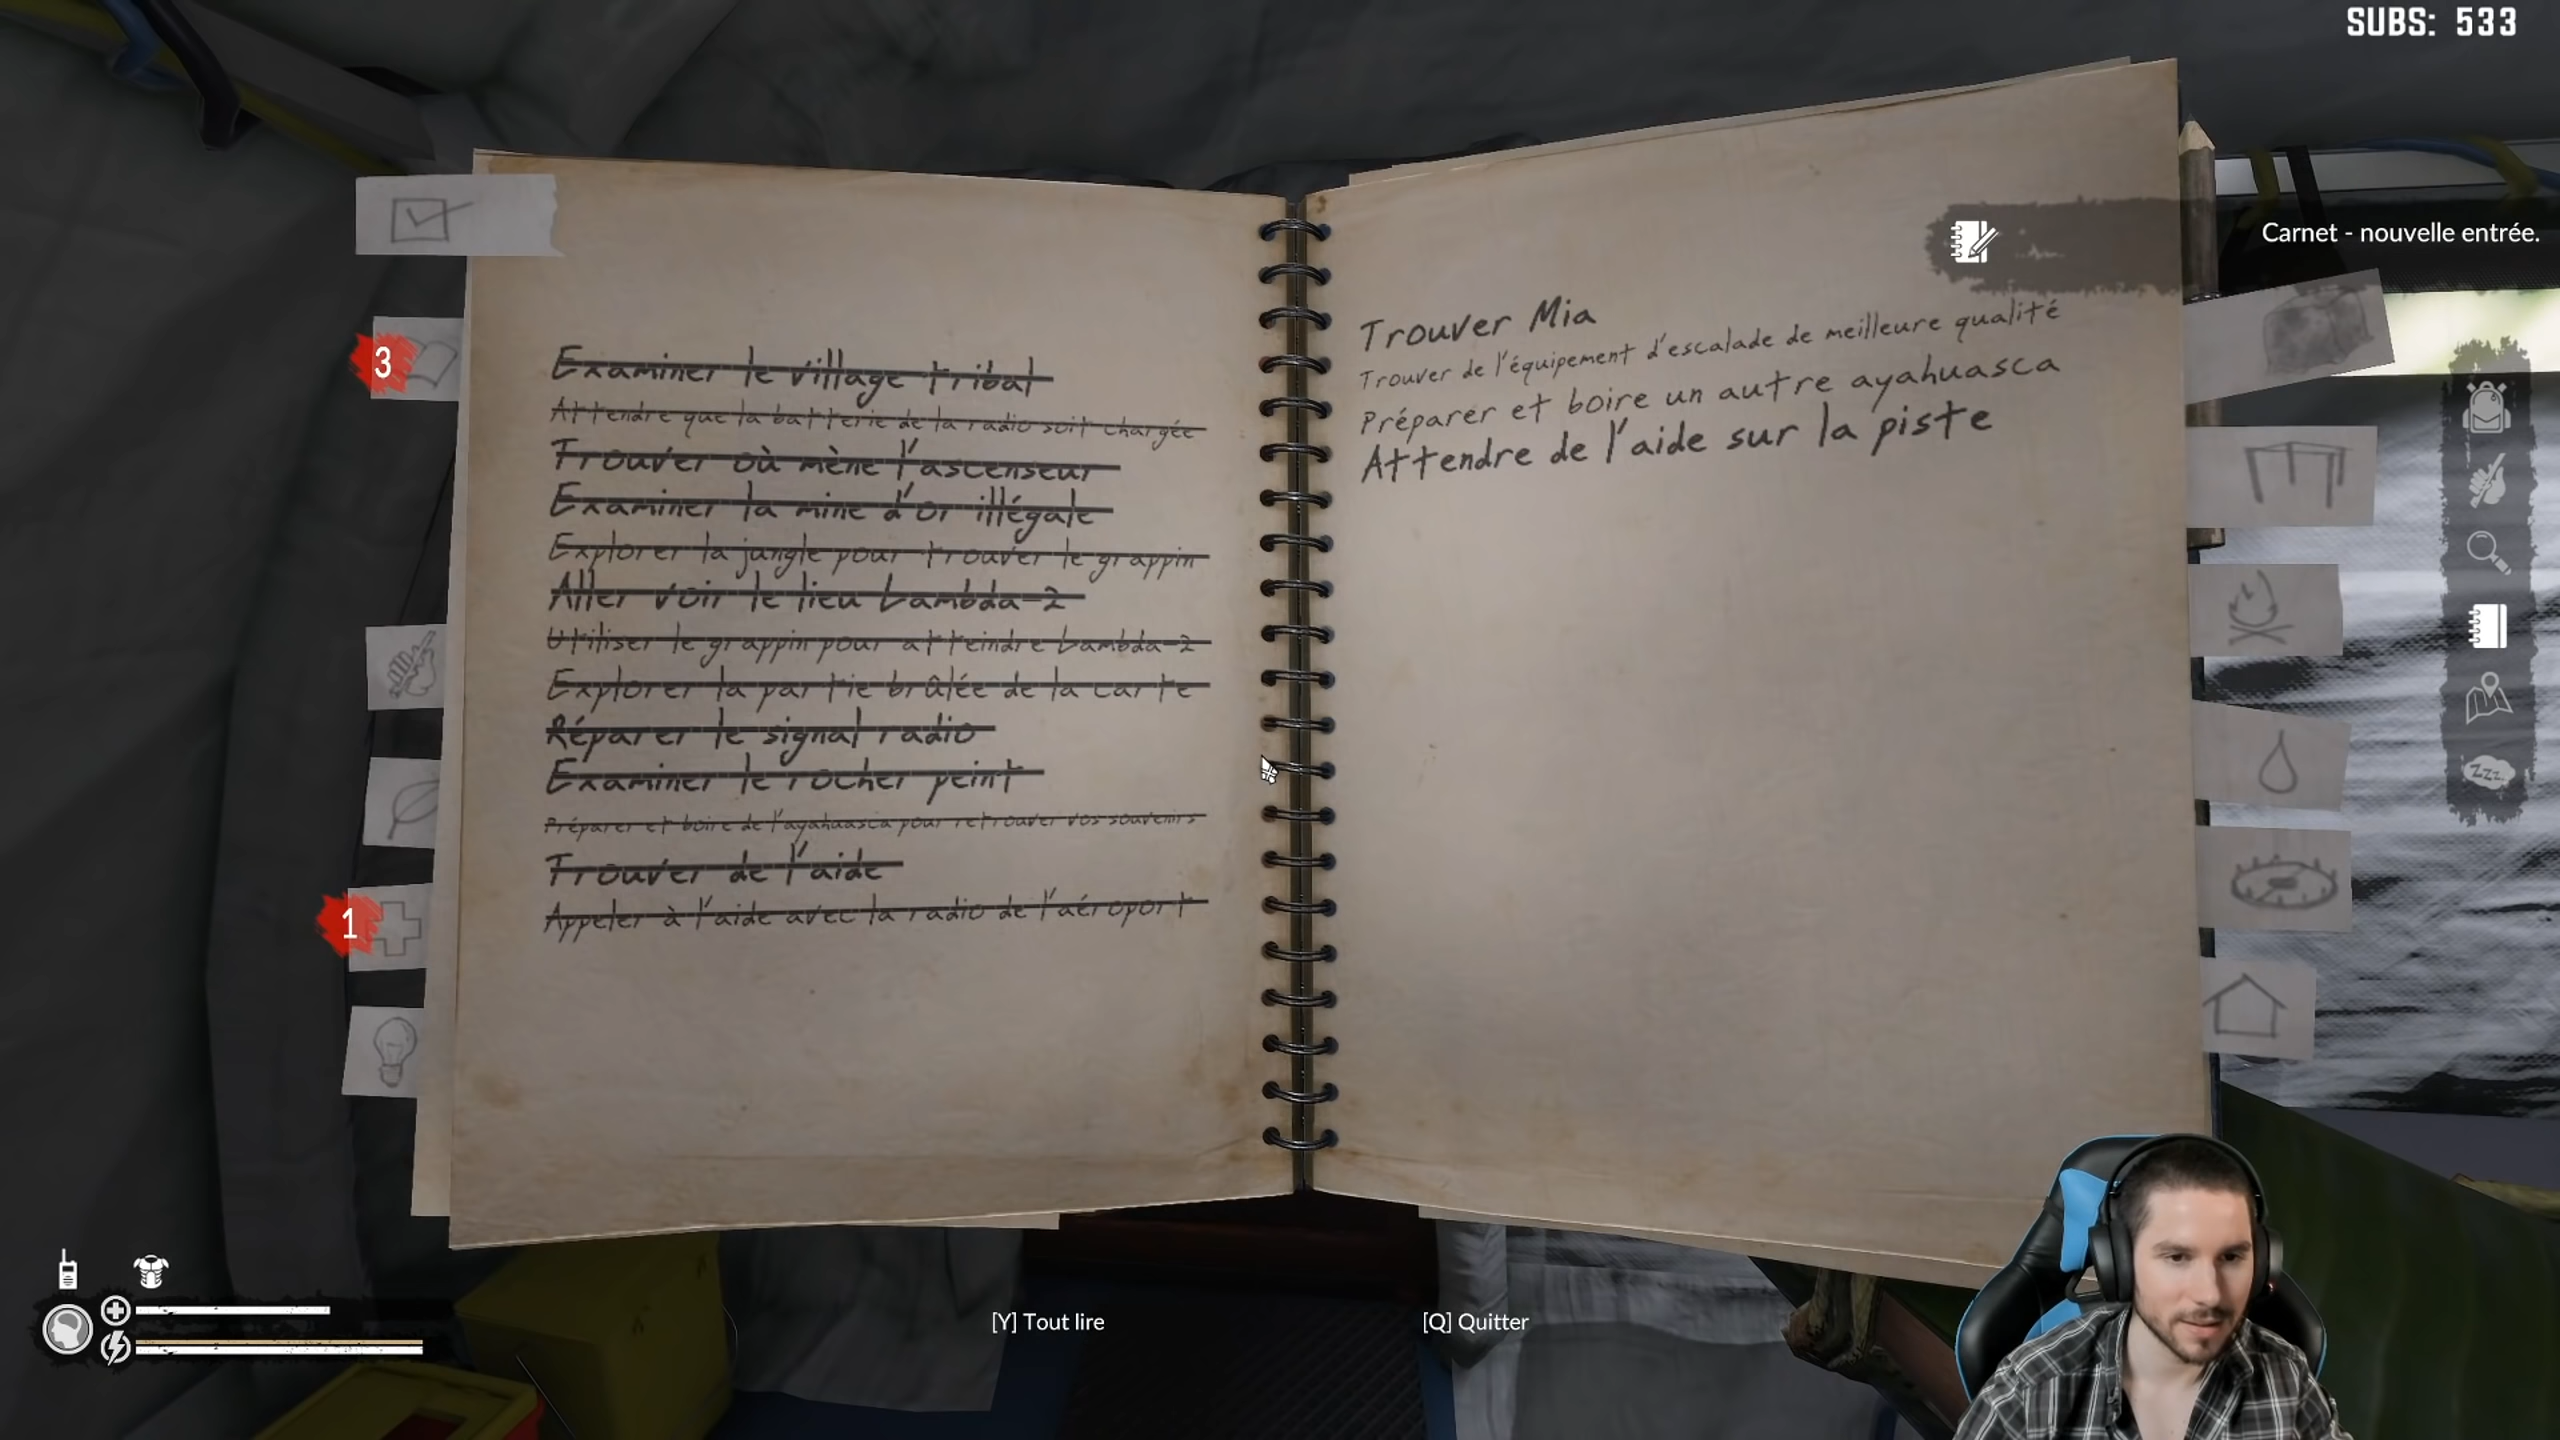 SUBS: 533
Carnet - nouvelle entrée.
3
Examiner le village tribal
Attendre que la batterie de la radio soit chargée
Trouver où mène l'ascenseur
Examiner la mine d'or illégale
Explorer la jungle pour trouver le grappin
Aller voir le lieu Lambda-2
Utiliser le grappin pour atteindre Lambda-2
Explorer la partie brûlée de la carte
Réparer le signal radio
Examiner le rocher peint
Préparer et boire de l'ayahuasca pour retrouver vos souvenirs
Trouver de l'aide
Appeler à l'aide avec la radio de l'aéroport
1
Trouver Mia
Trouver de l'équipement d'escalade de meilleure qualité
Préparer et boire un autre ayahuasca
Attendre de l'aide sur la piste
zzz
[Y] Tout lire
[Q] Quitter